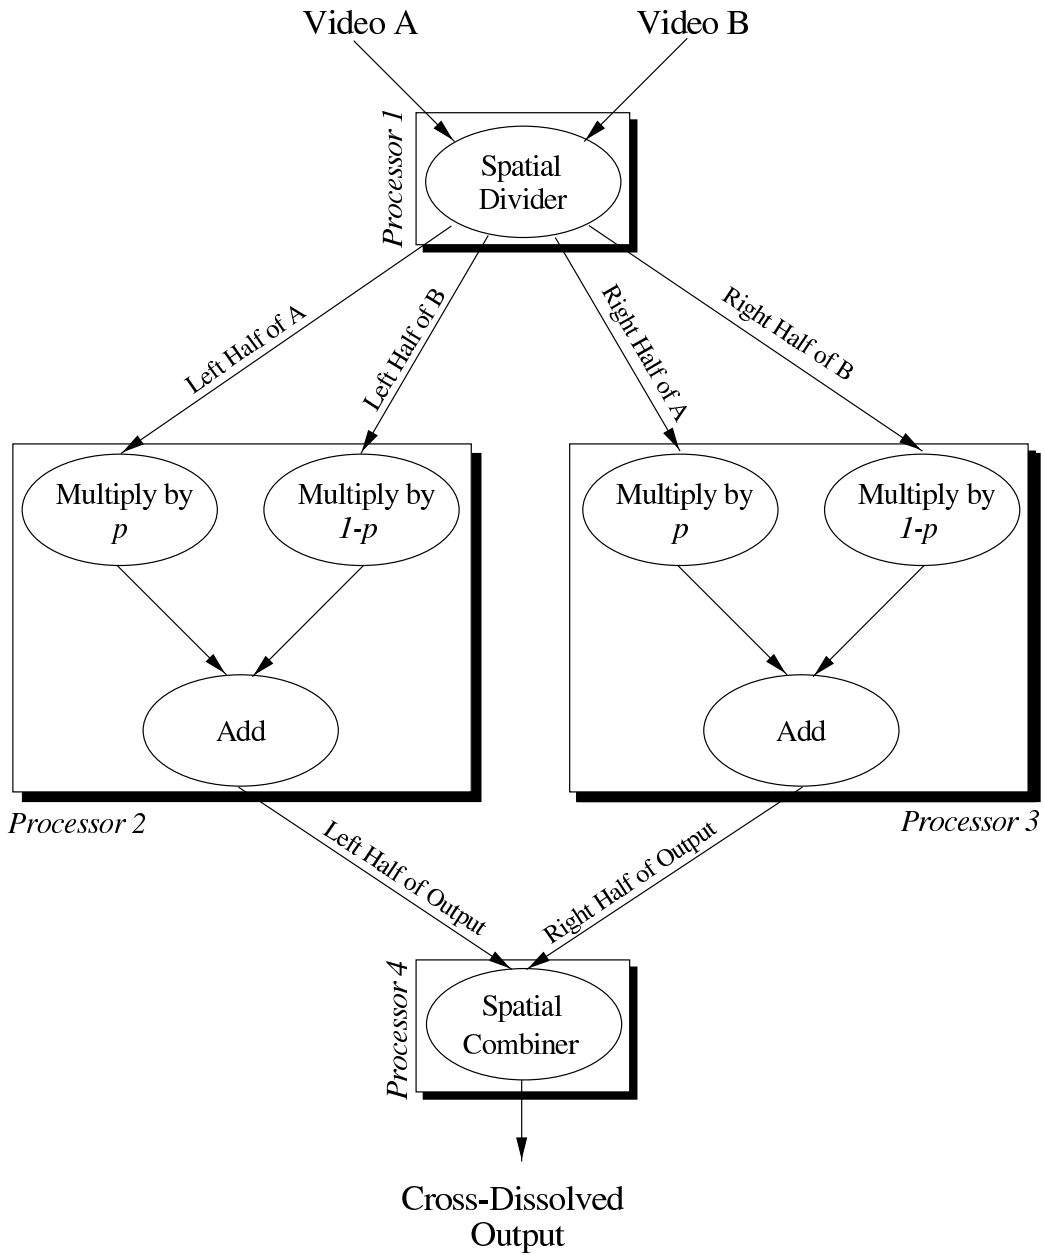 Video A
Video B
Processor 1
Spatial
Divider
Left Half of A
Left Half of B
Right Half of A
Right Half of B
Multiply by
p
Multiply by
1-p
Multiply by
p
Multiply by
1-p
Add
Add
Processor 2
Processor 3
Left Half of Output
Right Half of Output
Processor 4
Spatial
Combiner
Cross-Dissolved
Output